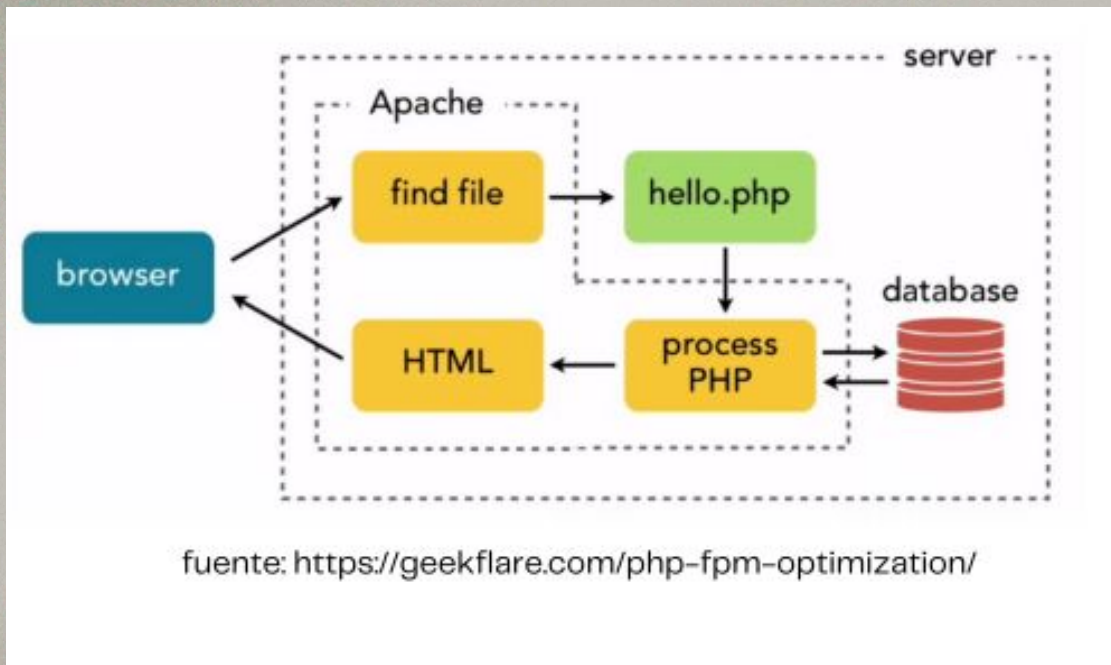 server
Apache
find file
hello.php
browser
database
HTML
process
PHP
fuente: https://geekflare.com/php-fpm-optimization/